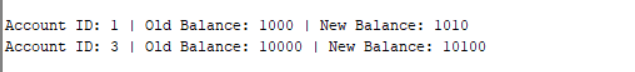 Account ID: 1 | Old Balance: 1000 | New Balance: 1010
Account ID: 3 | Old Balance: 10000 | New Balance: 10100